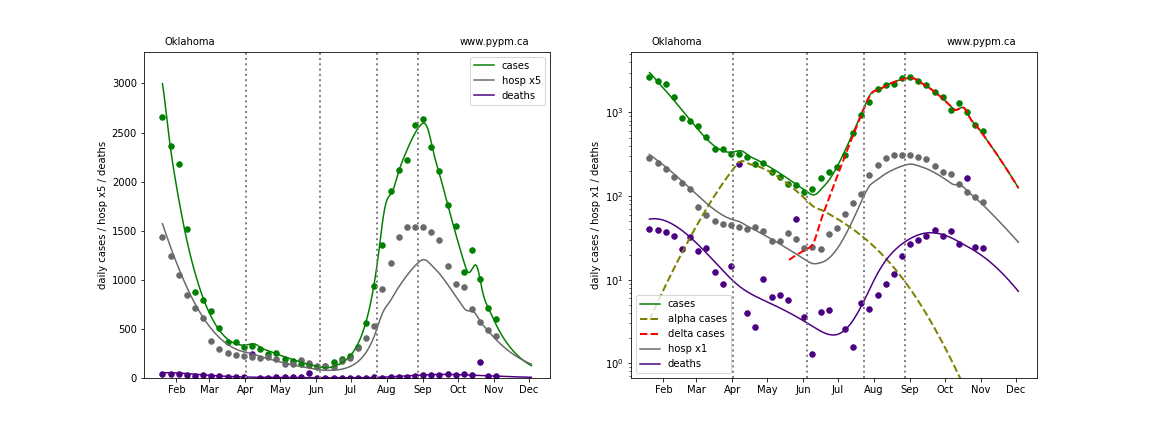 Oklahoma www.pypm.ca
cases
hosp x5
deaths
daily cases / hosp x5 / deaths
3000
2500
2000
1500
1000
500
0
Feb Mar Apr May Jun Jul Aug Sep Oct Nov Dec
Oklahoma www.pypm.ca
daily cases / hosp x1 / deaths
10³
10²
10¹
10⁰
cases
alpha cases
delta cases
hosp x1
deaths
Feb Mar Apr May Jun Jul Aug Sep Oct Nov Dec